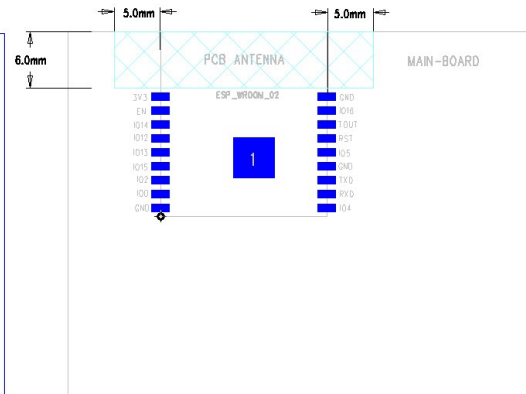 5.0mm
5.0mm
6.0mm
PCB ANTENNA
MAIN-BOARD
ESP_WROOM_02
3V3
GND
EN
IO16
IO14
TOUT
IO12
RST
IO13
IO5
IO15
GND
IO2
TXD
IO0
RXD
GND
IO4
1